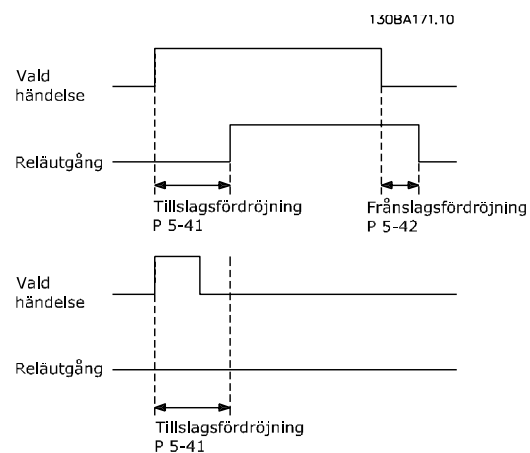 130BA171.10
Vald
händelse
Reläutgång
Tillslagsfördröjning
P 5-41
Frånslagsfördröjning
P 5-42
Vald
händelse
Reläutgång
Tillslagsfördröjning
P 5-41